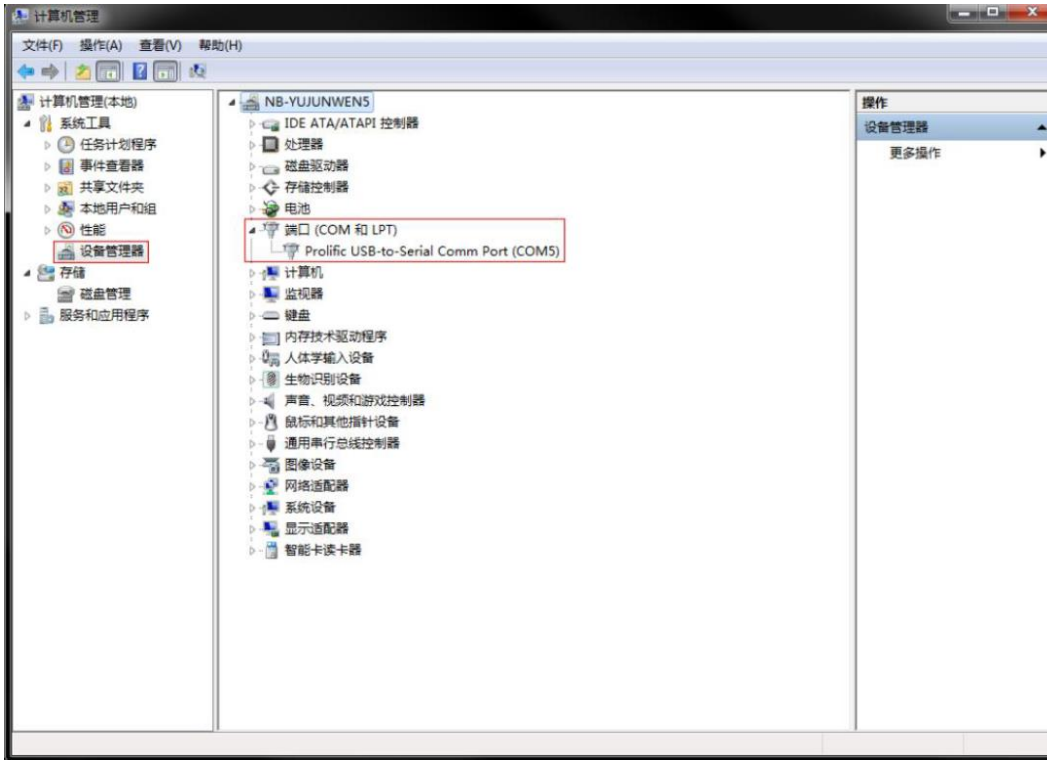 计算机管理
文件(F) 操作(A) 查看(V) 帮助(H)
计算机管理(本地)
系统工具
任务计划程序
事件查看器
共享文件夹
本地用户和组
性能
设备管理器
存储
磁盘管理
服务和应用程序
NB-YUJUNWEN5
IDE ATA/ATAPI 控制器
处理器
磁盘驱动器
存储控制器
电池
端口 (COM 和 LPT)
Prolific USB-to-Serial Comm Port (COM5)
计算机
监视器
键盘
内存技术驱动程序
人体学输入设备
生物识别设备
声音、视频和游戏控制器
鼠标和其他指针设备
通用串行总线控制器
图像设备
网络适配器
系统设备
显示适配器
智能卡读卡器
操作
设备管理器
更多操作